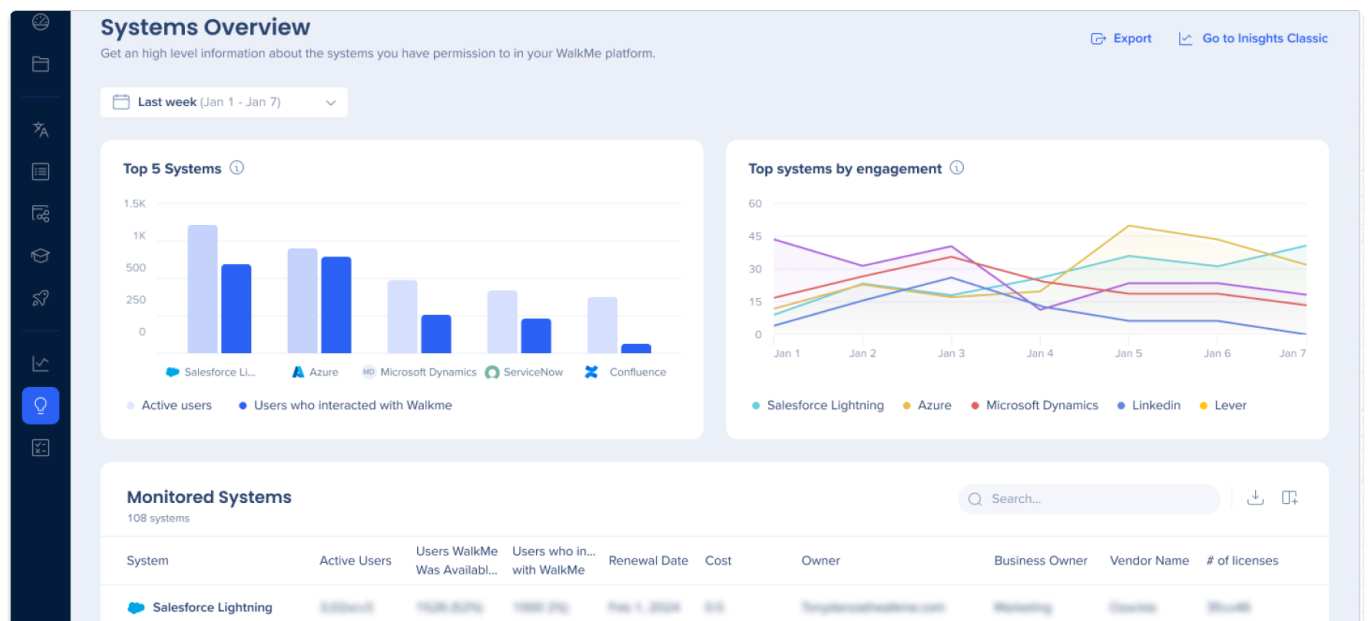 Systems Overview
Get an high level information about the systems you have permission to in your WalkMe platform.
Export
Go to Inisghts Classic
Last week (Jan 1 - Jan 7)
Top 5 Systems
1.5K
1K
500
250
0
Salesforce Li...
Azure
MD Microsoft Dynamics
ServiceNow
Confluence
Active users
Users who interacted with Walkme
Top systems by engagement
60
45
30
15
0
Jan 1
Jan 2
Jan 3
Jan 4
Jan 5
Jan 6
Jan 7
Salesforce Lightning
Azure
Microsoft Dynamics
Linkedin
Lever
Monitored Systems
108 systems
Search...
System
Active Users
Users WalkMe
Was Availabl...
Users who in...
with WalkMe
Renewal Date
Cost
Owner
Business Owner
Vendor Name
# of licenses
Salesforce Lightning